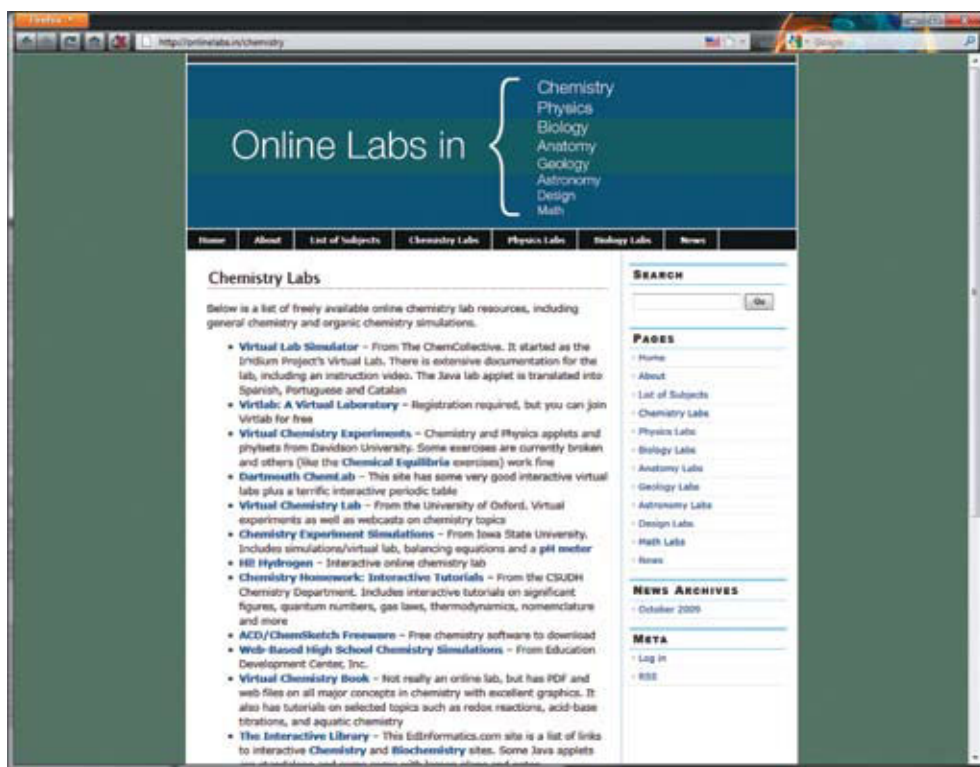 Firefox
http://onlinelabs.in/chemistry
Google
Online Labs in
Chemistry
Physics
Biology
Anatomy
Geology
Astronomy
Design
Math
Home About List of Subjects Chemistry Labs Physics Labs Biology Labs News
Chemistry Labs
Below is a list of freely available online chemistry lab resources, including
general chemistry and organic chemistry simulations.
• Virtual Lab Simulator – From The ChemCollective. It started as the
IrYdium Project's Virtual Lab. There is extensive documentation for the
lab, including an instruction video. The Java lab applet is translated into
Spanish, Portuguese and Catalan
• Virtlab: A Virtual Laboratory – Registration required, but you can join
Virtlab for free
• Virtual Chemistry Experiments – Chemistry and Physics applets and
physlets from Davidson University. Some exercises are currently broken
and others (like the Chemical Equilibria exercises) work fine
• Dartmouth ChemLab – This site has some very good interactive virtual
labs plus a terrific interactive periodic table
• Virtual Chemistry Lab – From the University of Oxford. Virtual
experiments as well as webcasts on chemistry topics
• Chemistry Experiment Simulations – From Iowa State University.
Includes simulations/virtual lab, balancing equations and a pH meter
• HI! Hydrogen – Interactive online chemistry lab
• Chemistry Homework: Interactive Tutorials – From the CSUDH
Chemistry Department. Includes interactive tutorials on significant
figures, quantum numbers, gas laws, thermodynamics, nomenclature
and more
• ACD/ChemSketch Freeware – Free chemistry software to download
• Web-Based High School Chemistry Simulations – From Education
Development Center, Inc.
• Virtual Chemistry Book – Not really an online lab, but has PDF and
web files on all major concepts in chemistry with excellent graphics. It
also has tutorials on selected topics such as redox reactions, acid-base
titrations, and aquatic chemistry
• The Interactive Library – This EdInformatics.com site is a list of links
to interactive Chemistry and Biochemistry sites. Some Java applets
SEARCH
Go
PAGES
Home
About
List of Subjects
Chemistry Labs
Physics Labs
Biology Labs
Anatomy Labs
Geology Labs
Astronomy Labs
Design Labs
Math Labs
News
NEWS ARCHIVES
October 2009
META
Log in
RSS